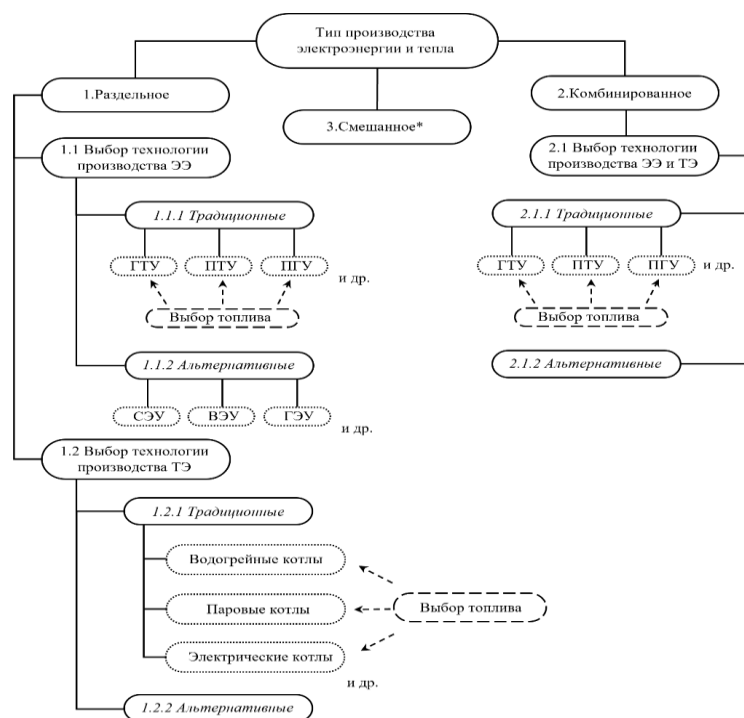 Тип производства
электроэнергии и тепла
1.Раздельное
2.Комбинированное
3.Смешанное*
1.1 Выбор технологии
производства ЭЭ
2.1 Выбор технологии
производства ЭЭ и ТЭ
1.1.1 Традиционные
ГТУ
ПТУ
ПГУ
и др.
Выбор топлива
2.1.1 Традиционные
ГТУ
ПТУ
ПГУ
и др.
Выбор топлива
1.1.2 Альтернативные
СЭУ
ВЭУ
ГЭУ
и др.
2.1.2 Альтернативные
1.2 Выбор технологии
производства ТЭ
1.2.1 Традиционные
Водогрейные котлы
Паровые котлы
Электрические котлы
и др.
Выбор топлива
1.2.2 Альтернативные